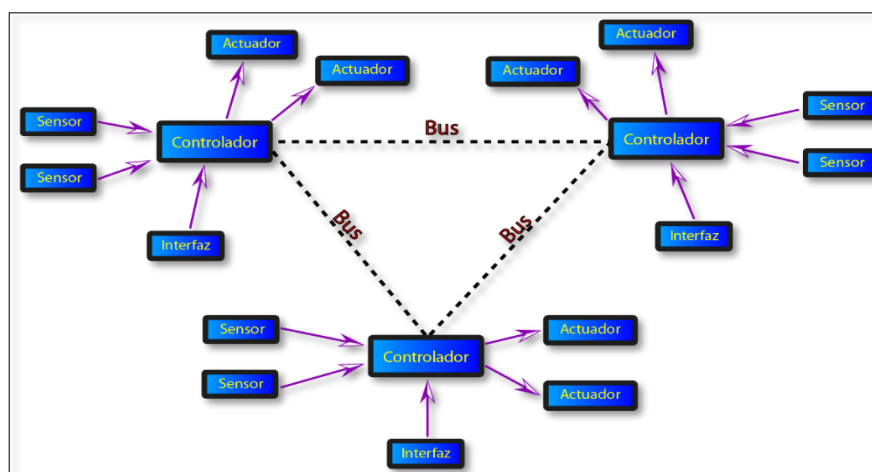 Actuador
Actuador
Sensor
Controlador
Sensor
Interfaz
Bus
Actuador
Actuador
Sensor
Controlador
Sensor
Interfaz
Bus
Bus
Sensor
Actuador
Controlador
Sensor
Actuador
Interfaz